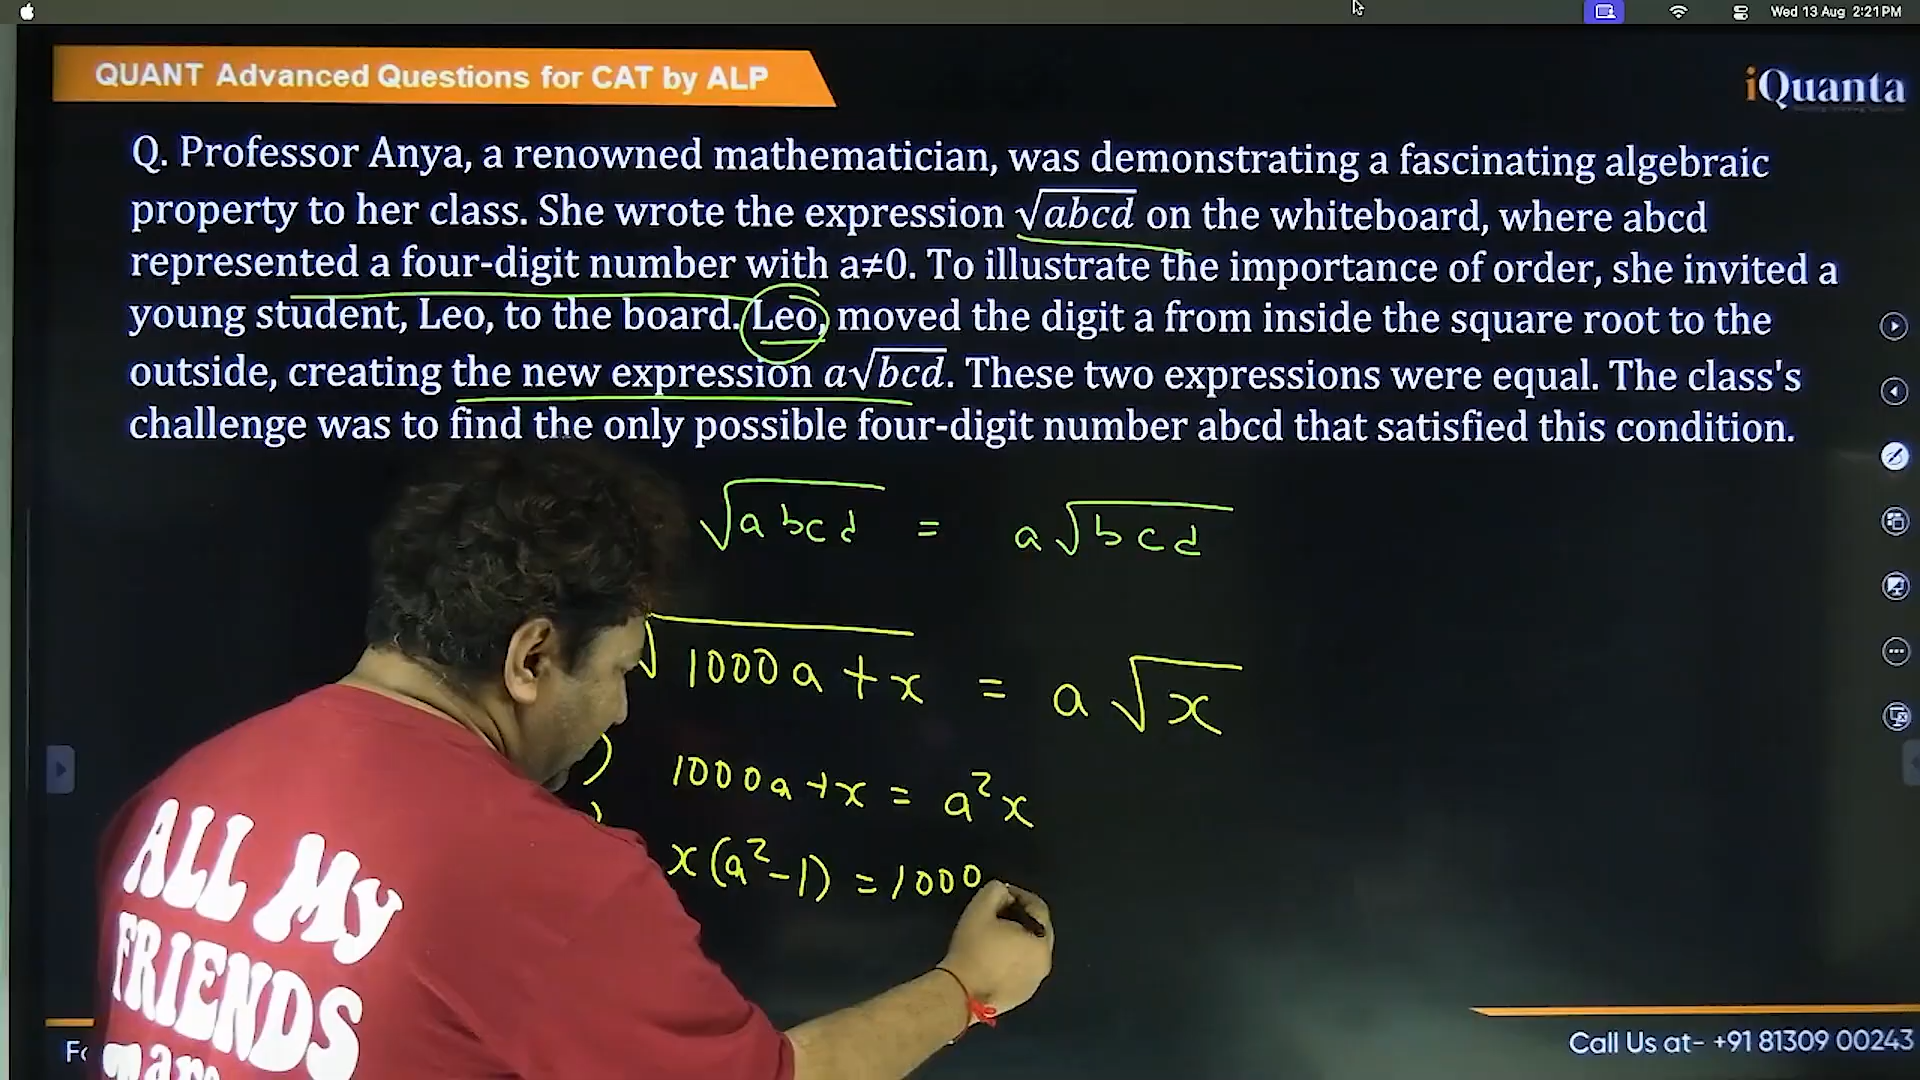 Wed 13 Aug 2:21 PM
QUANT Advanced Questions for CAT by ALP
iQuanta
Q. Professor Anya, a renowned mathematician, was demonstrating a fascinating algebraic
property to her class. She wrote the expression √abcd on the whiteboard, where abcd
represented a four-digit number with a≠0. To illustrate the importance of order, she invited a
young student, Leo, to the board. Leo, moved the digit a from inside the square root to the
outside, creating the new expression a√bcd. These two expressions were equal. The class's
challenge was to find the only possible four-digit number abcd that satisfied this condition.
√abcd = a√bcd
√1000a + x = a√x
1000a + x = a²x
x(a²-1) = 1000
ALL MY
FRIENDS
Call Us at- +91 81309 00243